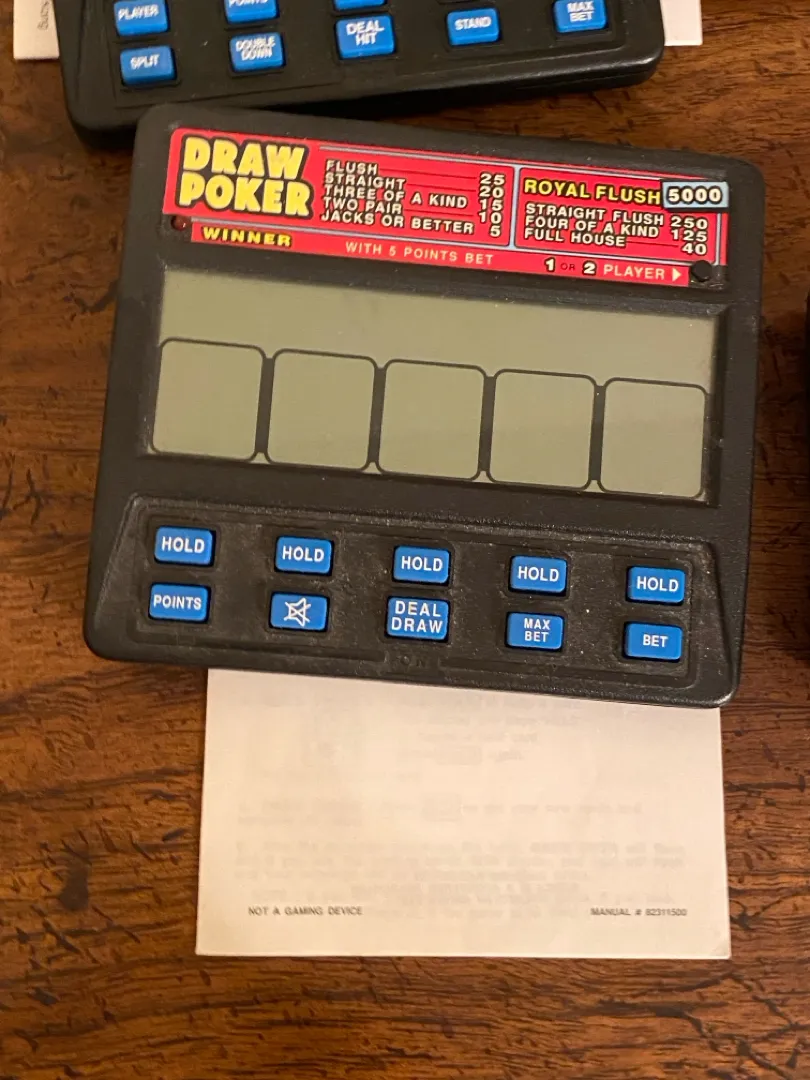 PLAYER
POINTS
MAX
BET
DEAL
HIT
STAND
SPLIT
DOUBLE
DOWN
DRAW
POKER
FLUSH 25
STRAIGHT 20
THREE OF A KIND 15
TWO PAIR 10
JACKS OR BETTER 5
ROYAL FLUSH 5000
STRAIGHT FLUSH 250
FOUR OF A KIND 125
FULL HOUSE 40
WINNER
WITH 5 POINTS BET
1 OR 2 PLAYER
HOLD
HOLD
HOLD
HOLD
HOLD
POINTS
DEAL
DRAW
MAX
BET
BET
ON
NOT A GAMING DEVICE
MANUAL # 82311500